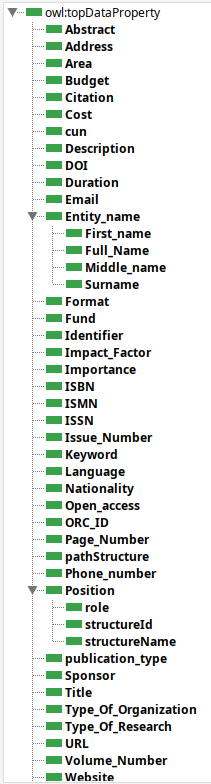 owl:topDataProperty
Abstract
Address
Area
Budget
Citation
Cost
cun
Description
DOI
Duration
Email
Entity_name
First_name
Full_Name
Middle_name
Surname
Format
Fund
Identifier
Impact_Factor
Importance
ISBN
ISMN
ISSN
Issue_Number
Keyword
Language
Nationality
Open_access
ORC_ID
Page_Number
pathStructure
Phone_number
Position
role
structureId
structureName
publication_type
Sponsor
Title
Type_Of_Organization
Type_Of_Research
URL
Volume_Number
Website